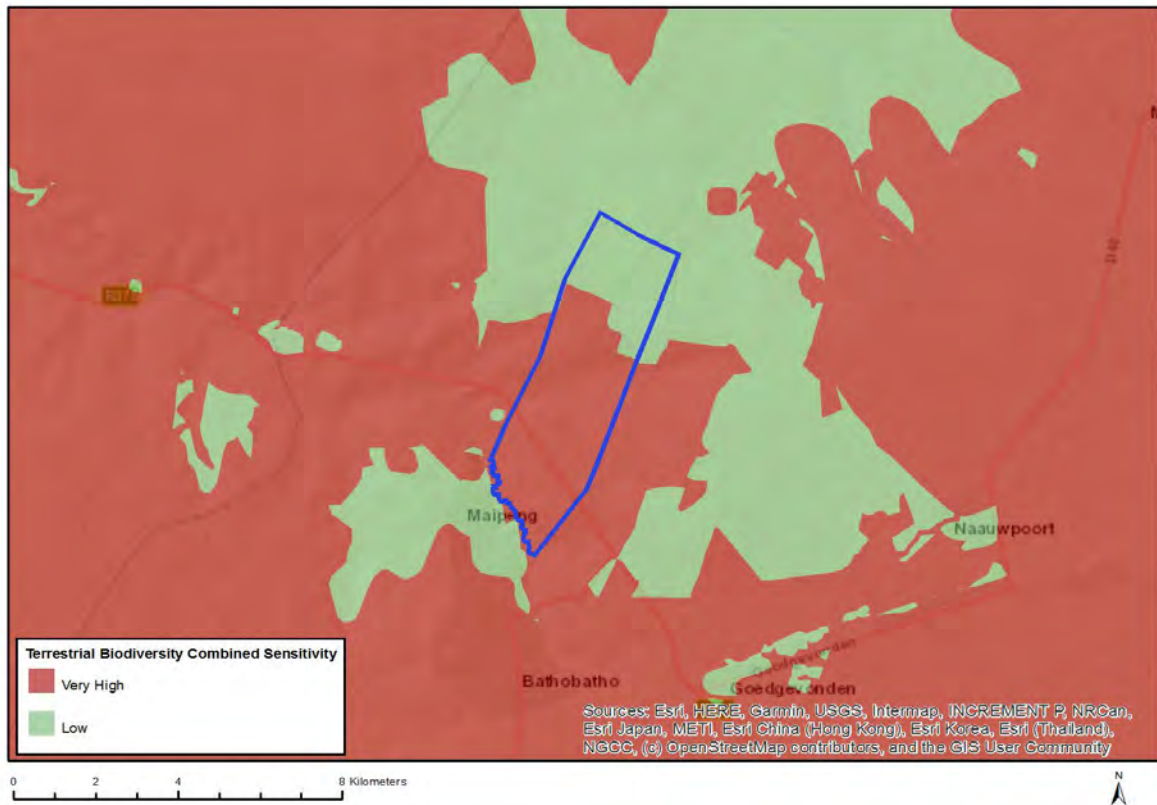 Maipeng
Naauwpoort
Terrestrial Biodiversity Combined Sensitivity
Very High
Low
Bathobatho
Goedgevonden
Goedgevonden
Sources: Esri, HERE, Garmin, USGS, Intermap, INCREMENT P, NRCan,
Esri Japan, METI, Esri China (Hong Kong), Esri Korea, Esri (Thailand),
NGCC, (c) OpenStreetMap contributors, and the GIS User Community
0 2 4 8 Kilometers
N